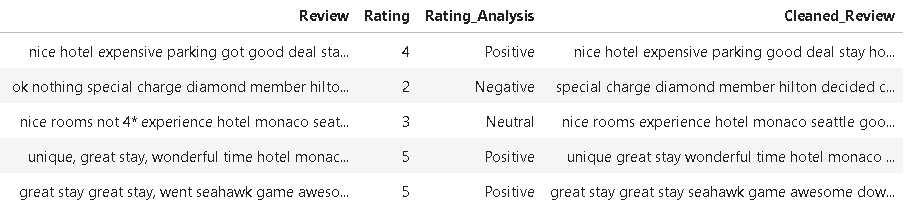 Review Rating Rating_Analysis Cleaned_Review
nice hotel expensive parking got good deal sta... 4 Positive nice hotel expensive parking good deal stay ho...
ok nothing special charge diamond member hilto... 2 Negative special charge diamond member hilton decided c...
nice rooms not 4* experience hotel monaco seat... 3 Neutral nice rooms experience hotel monaco seattle goo...
unique, great stay, wonderful time hotel monac... 5 Positive unique great stay wonderful time hotel monaco ...
great stay great stay, went seahawk game aweso... 5 Positive great stay great stay seahawk game awesome dow...